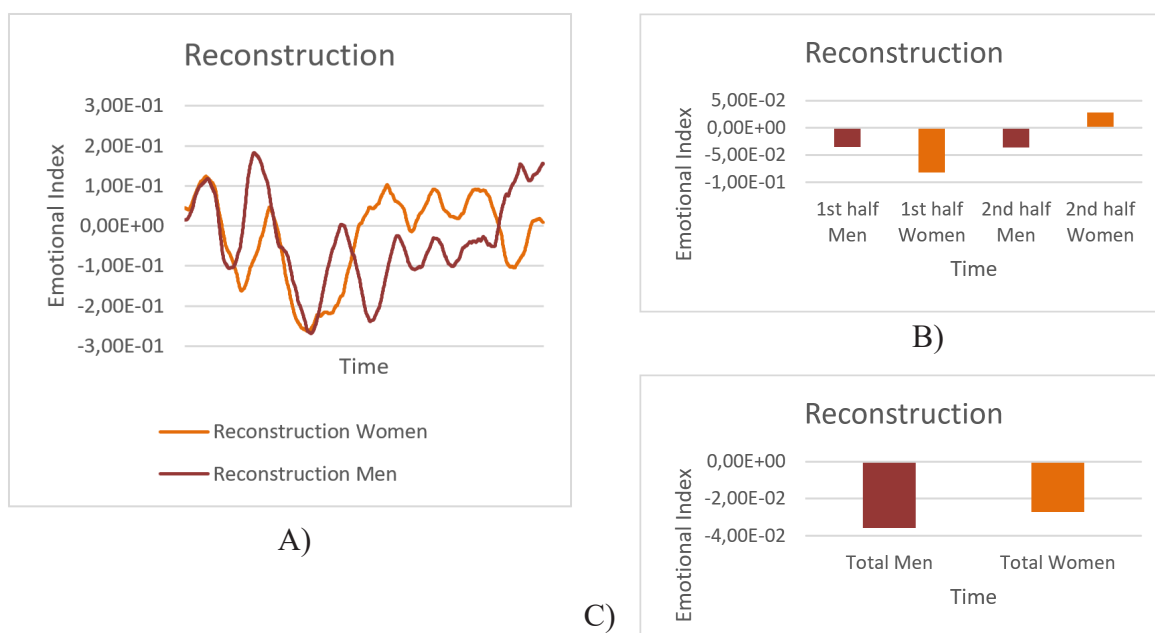 Reconstruction
3,00E-01
2,00E-01
1,00E-01
0,00E+00
-1,00E-01
-2,00E-01
-3,00E-01
Emotional Index
Time
Reconstruction Women
Reconstruction Men
A)
Reconstruction
5,00E-02
0,00E+00
-5,00E-02
-1,00E-01
Emotional Index
1st half 1st half 2nd half 2nd half
Men Women Men Women
Time
B)
Reconstruction
0,00E+00
-2,00E-02
-4,00E-02
Emotional Index
Total Men Total Women
Time
C)